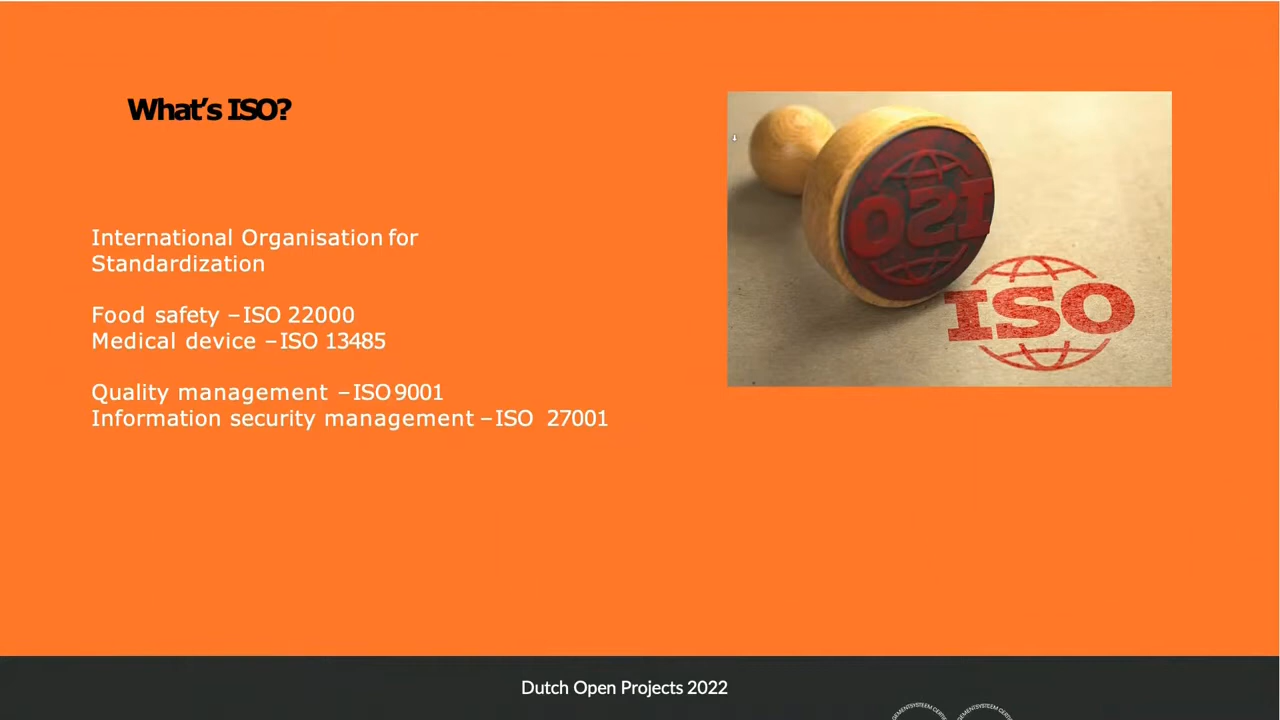 What's ISO?
International Organisation for
Standardization
Food safety – ISO 22000
Medical device – ISO 13485
Quality management – ISO 9001
Information security management – ISO 27001
ISO
ISO
Dutch Open Projects 2022